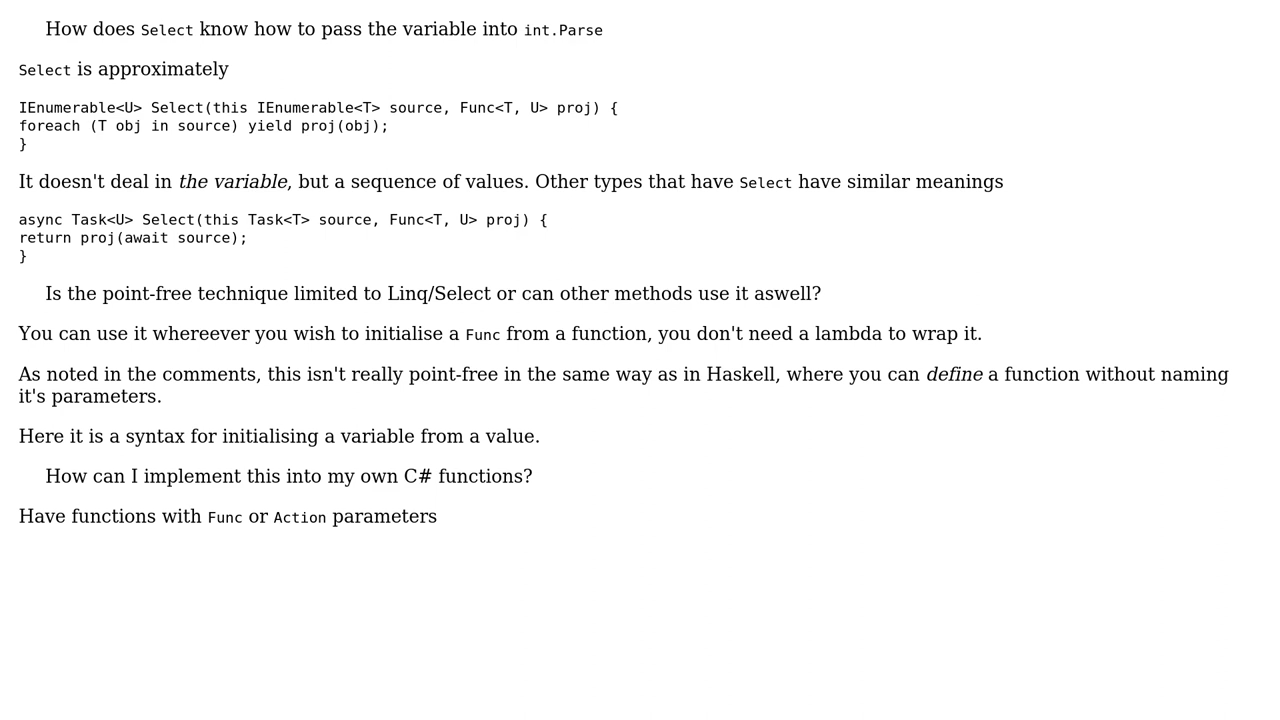 How does Select know how to pass the variable into int.Parse
Select is approximately
IEnumerable<U> Select(this IEnumerable<T> source, Func<T, U> proj) {
foreach (T obj in source) yield proj(obj);
}
It doesn't deal in the variable, but a sequence of values. Other types that have Select have similar meanings
async Task<U> Select(this Task<T> source, Func<T, U> proj) {
return proj(await source);
}
Is the point-free technique limited to Linq/Select or can other methods use it aswell?
You can use it whereever you wish to initialise a Func from a function, you don't need a lambda to wrap it.
As noted in the comments, this isn't really point-free in the same way as in Haskell, where you can define a function without naming
it's parameters.
Here it is a syntax for initialising a variable from a value.
How can I implement this into my own C# functions?
Have functions with Func or Action parameters